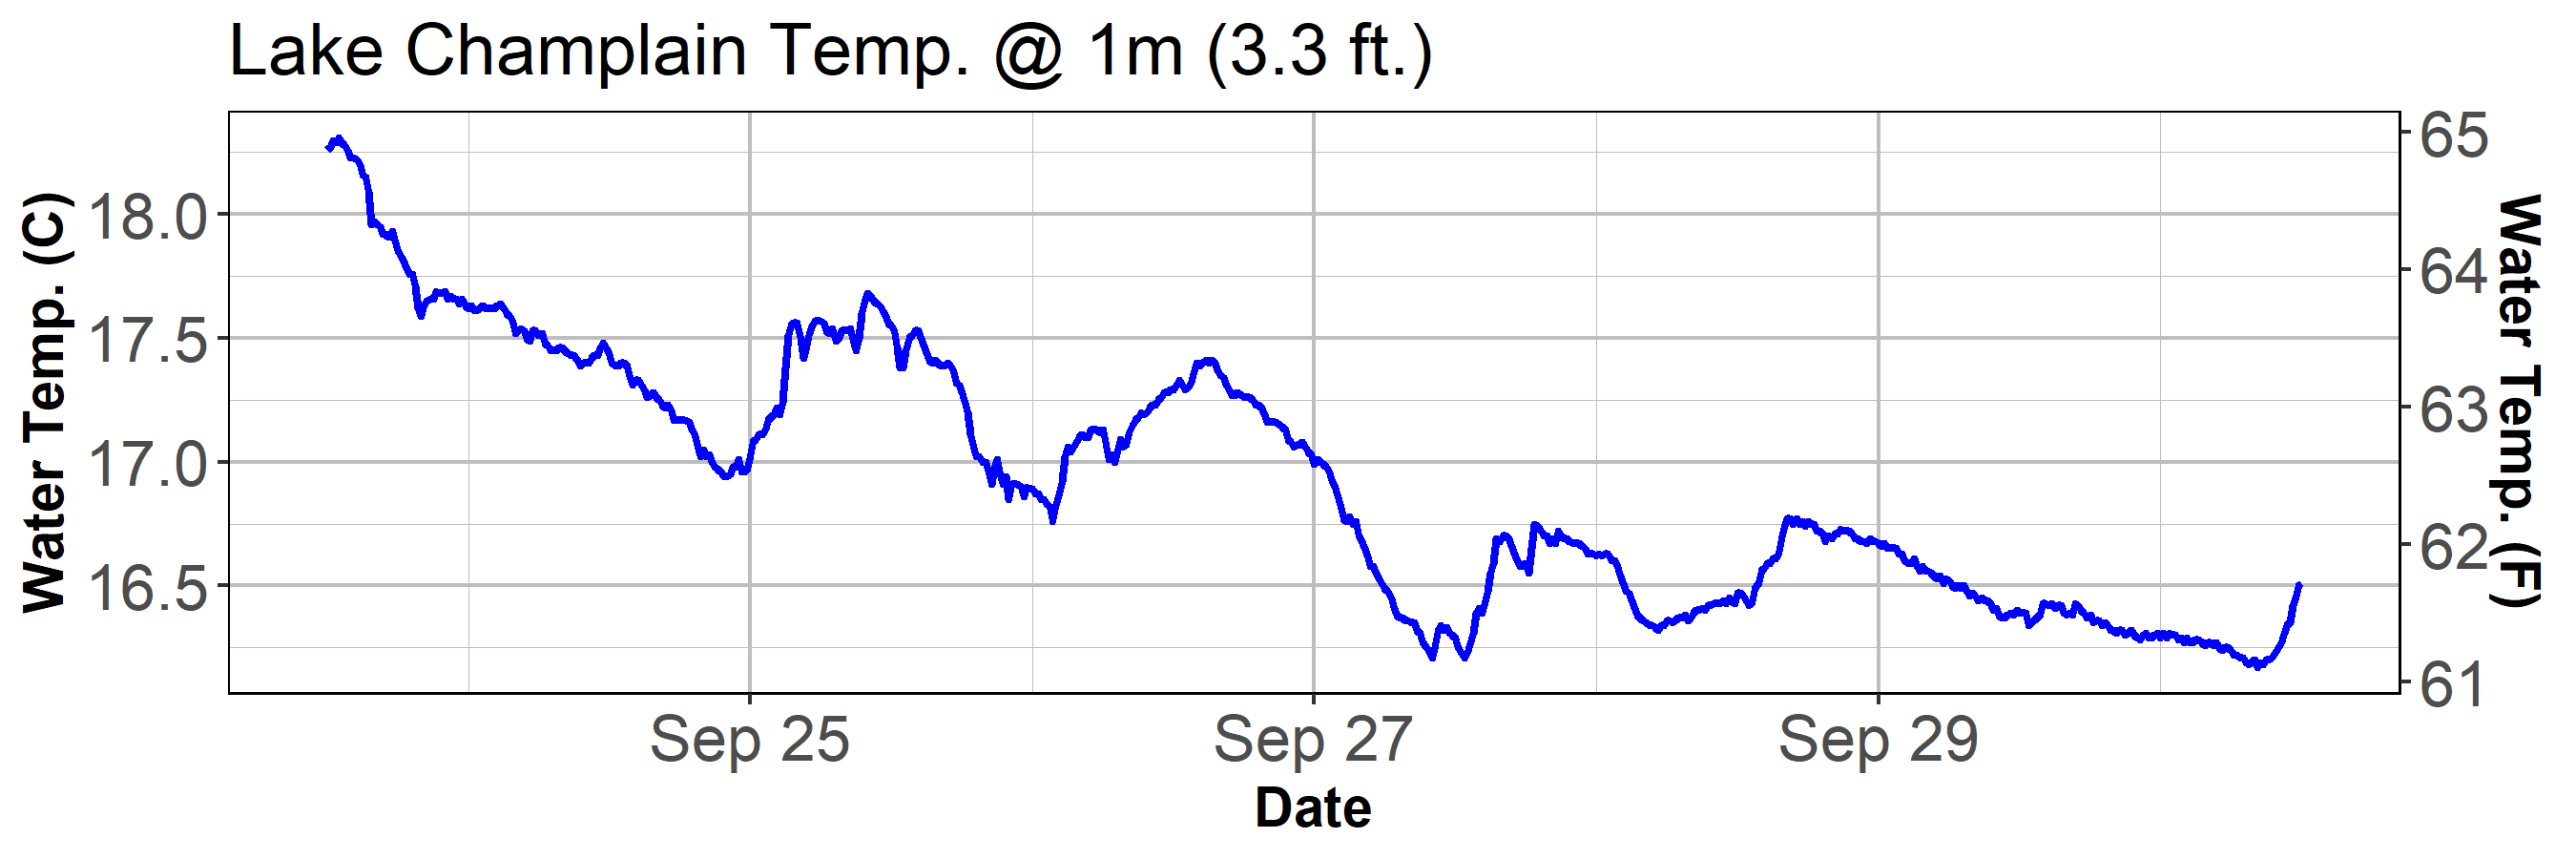 Lake Champlain Temp. @ 1m (3.3 ft.)
Water Temp. (C)
18.0
17.5
17.0
16.5
65
64
63
62
61
Water Temp. (F)
Sep 25
Sep 27
Sep 29
Date